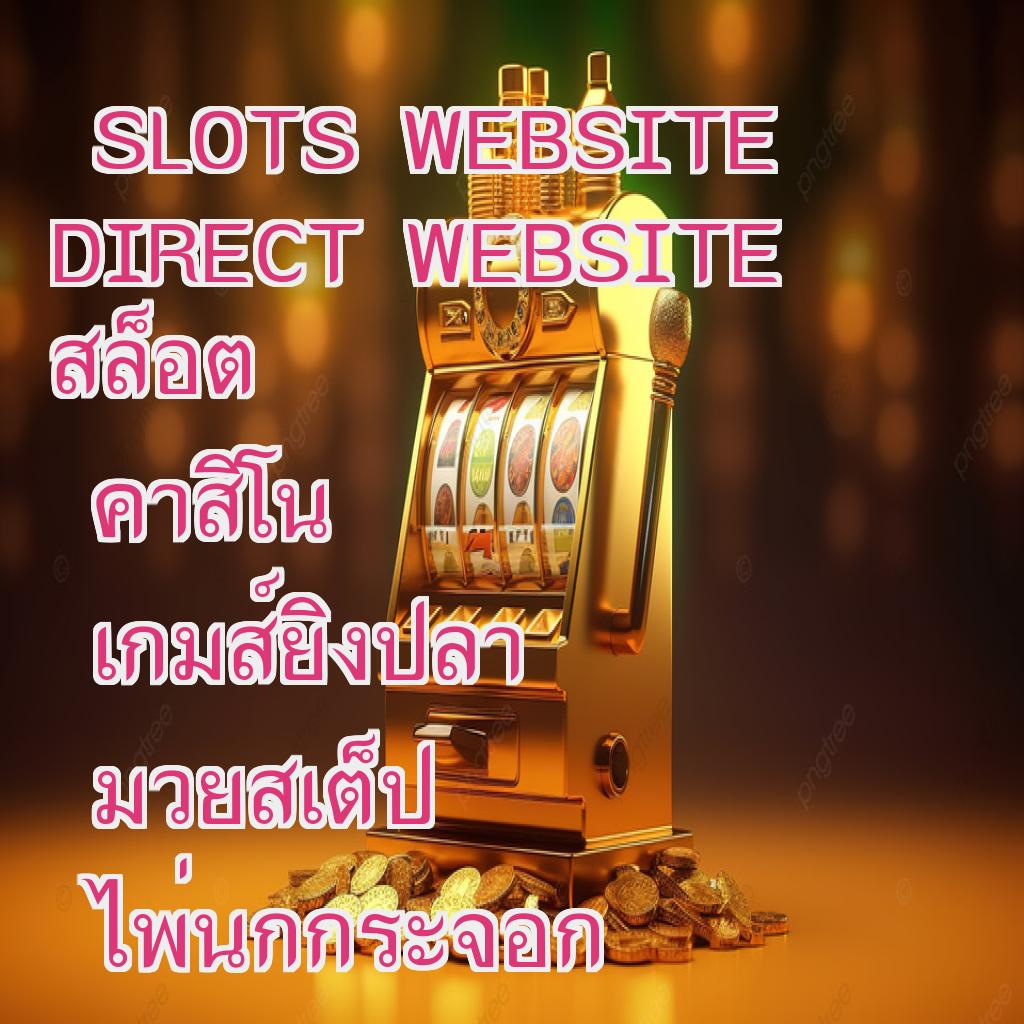 SLOTS WEBSITE
DIRECT WEBSITE
สล็อต
คาสิโน
เกมส์ยิงปลา
มวยสเต็ป
ไพ่นกกระจอก
pngtree